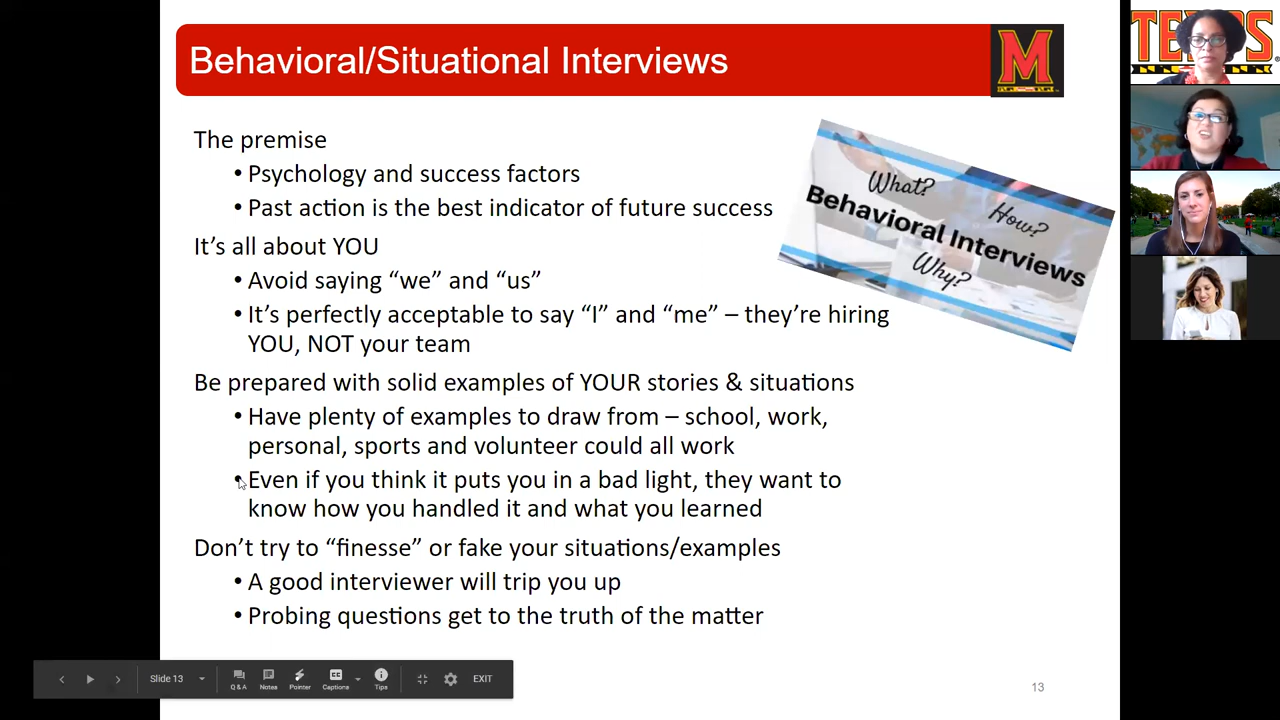 Behavioral/Situational Interviews
M
The premise
• Psychology and success factors
• Past action is the best indicator of future success
It’s all about YOU
• Avoid saying “we” and “us”
• It’s perfectly acceptable to say “I” and “me” – they’re hiring
YOU, NOT your team
Be prepared with solid examples of YOUR stories & situations
• Have plenty of examples to draw from – school, work,
personal, sports and volunteer could all work
• Even if you think it puts you in a bad light, they want to
know how you handled it and what you learned
Don’t try to “finesse” or fake your situations/examples
• A good interviewer will trip you up
• Probing questions get to the truth of the matter
What?
How?
Behavioral Interviews
Why?
13
Slide 13
Q & A
Notes
Pointer
Captions
Tips
EXIT